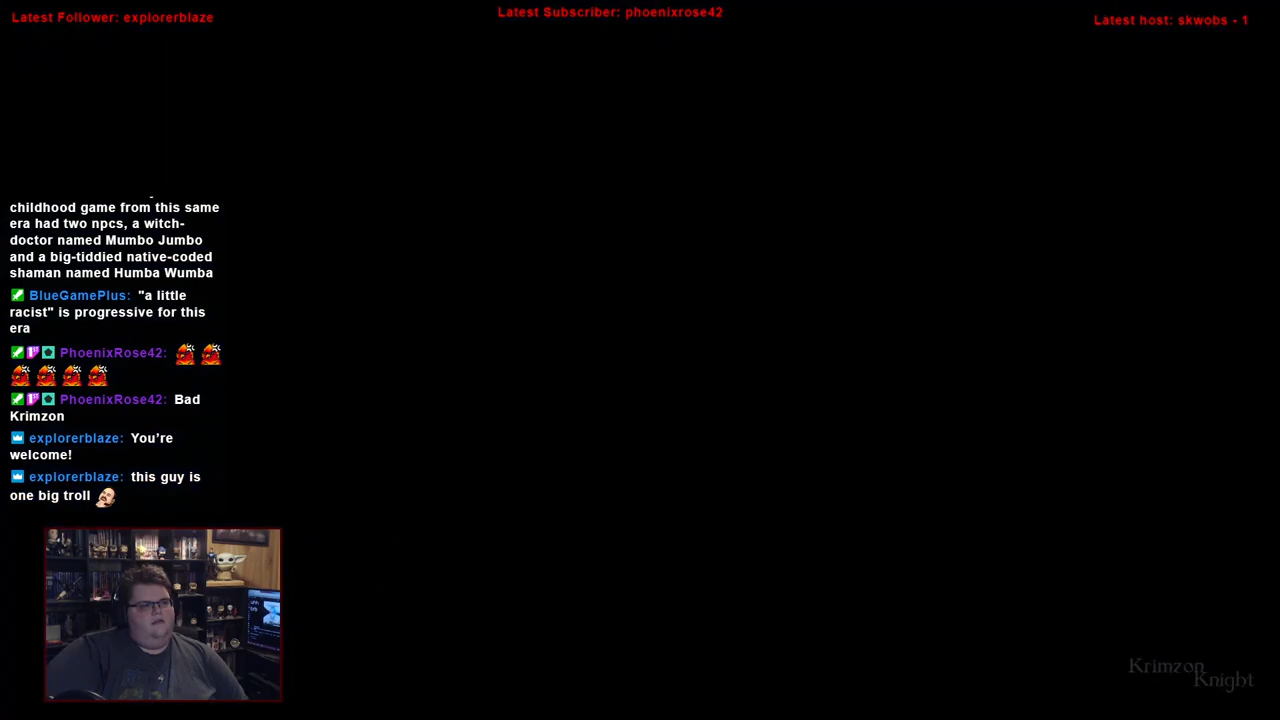 Latest Follower: explorerblaze
Latest Subscriber: phoenixrose42
Latest host: skwobs - 1
childhood game from this same
era had two npcs, a witch-
doctor named Mumbo Jumbo
and a big-tiddied native-coded
shaman named Humba Wumba
BlueGamePlus: "a little
racist" is progressive for this
era
PhoenixRose42:
PhoenixRose42: Bad
Krimzon
explorerblaze: You’re
welcome!
explorerblaze: this guy is
one big troll
Krimzon
Knight